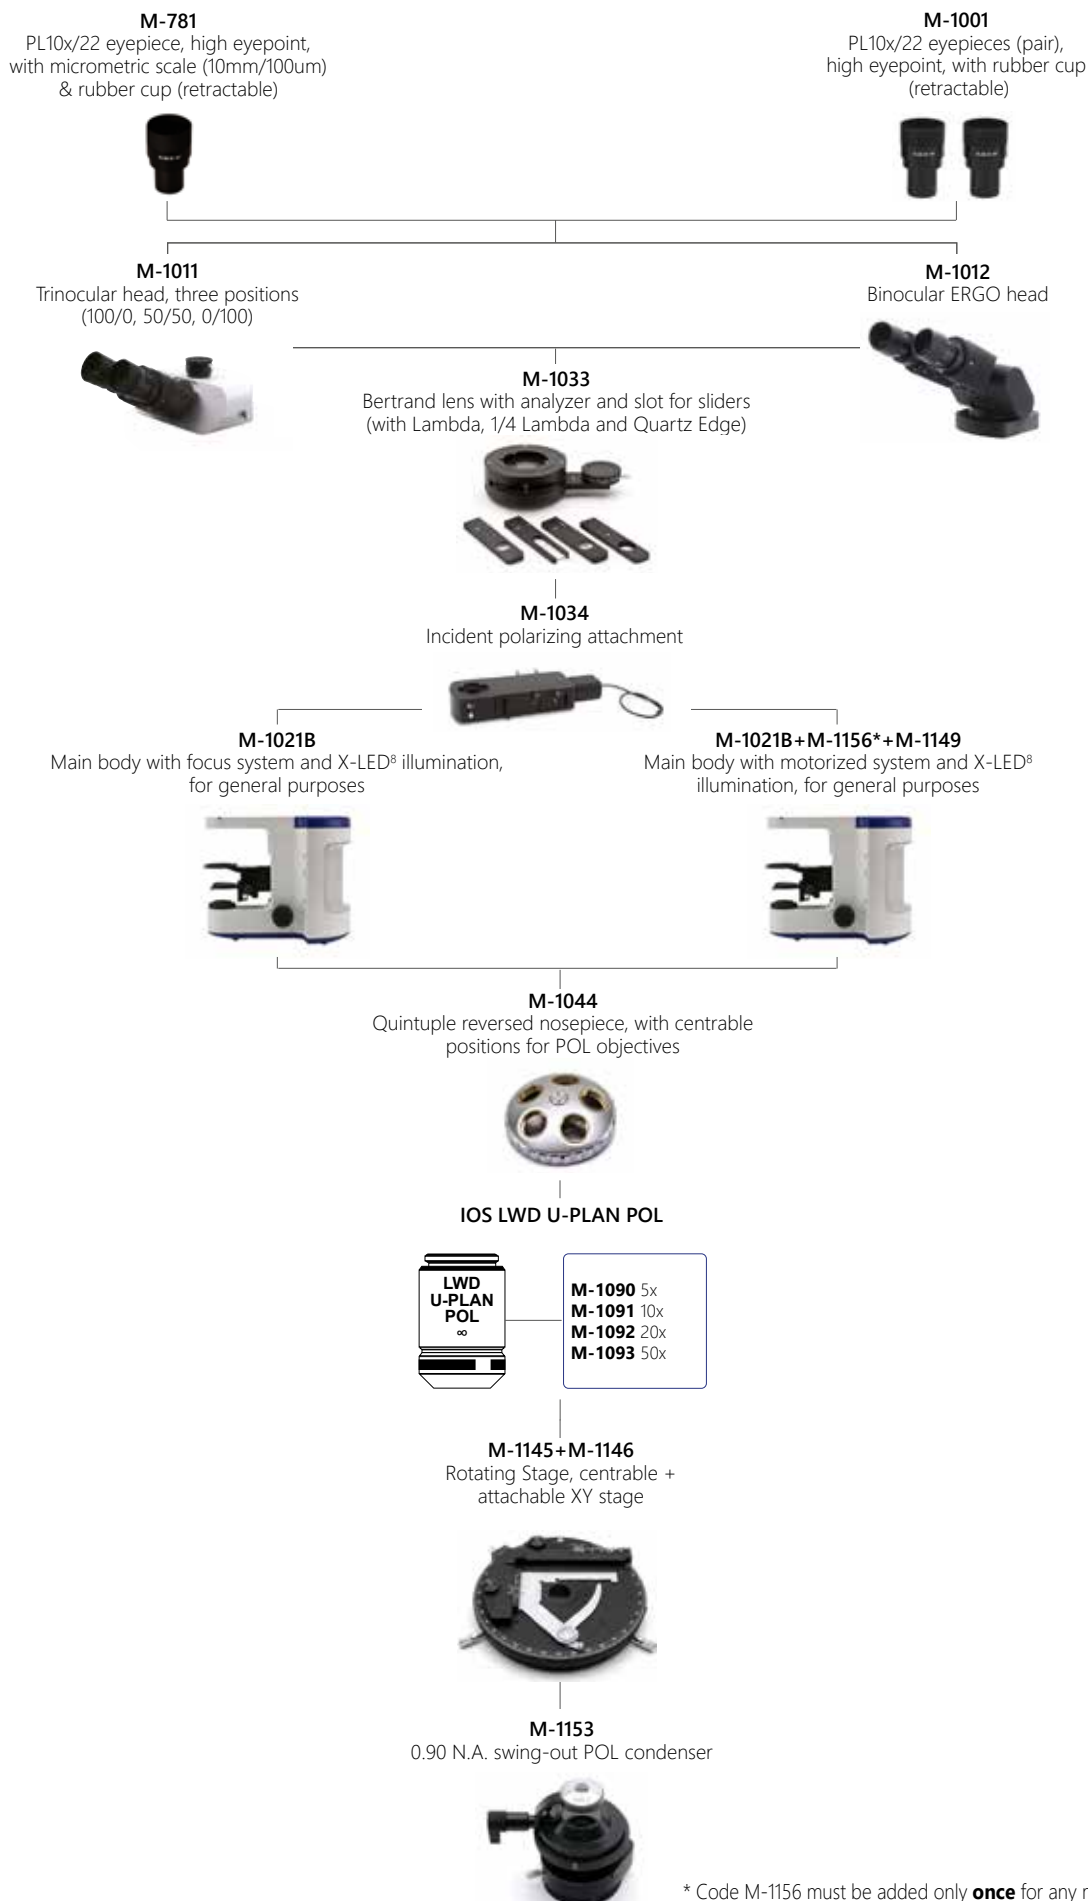 M-781
PL10x/22 eyepiece, high eyepoint,
with micrometric scale (10mm/100um)
& rubber cup (retractable)
M-1001
PL10x/22 eyepieces (pair),
high eyepoint, with rubber cup
(retractable)
M-1011
Trinocular head, three positions
(100/0, 50/50, 0/100)
M-1012
Binocular ERGO head
M-1033
Bertrand lens with analyzer and slot for sliders
(with Lambda, 1/4 Lambda and Quartz Edge)
M-1034
Incident polarizing attachment
M-1021B
Main body with focus system and X-LED⁸ illumination,
for general purposes
M-1021B+M-1156*+M-1149
Main body with motorized system and X-LED⁸
illumination, for general purposes
M-1044
Quintuple reversed nosepiece, with centrable
positions for POL objectives
IOS LWD U-PLAN POL
LWD
U-PLAN
POL
∞
M-1090 5x
M-1091 10x
M-1092 20x
M-1093 50x
M-1145+M-1146
Rotating Stage, centrable +
attachable XY stage
M-1153
0.90 N.A. swing-out POL condenser
* Code M-1156 must be added only once for any